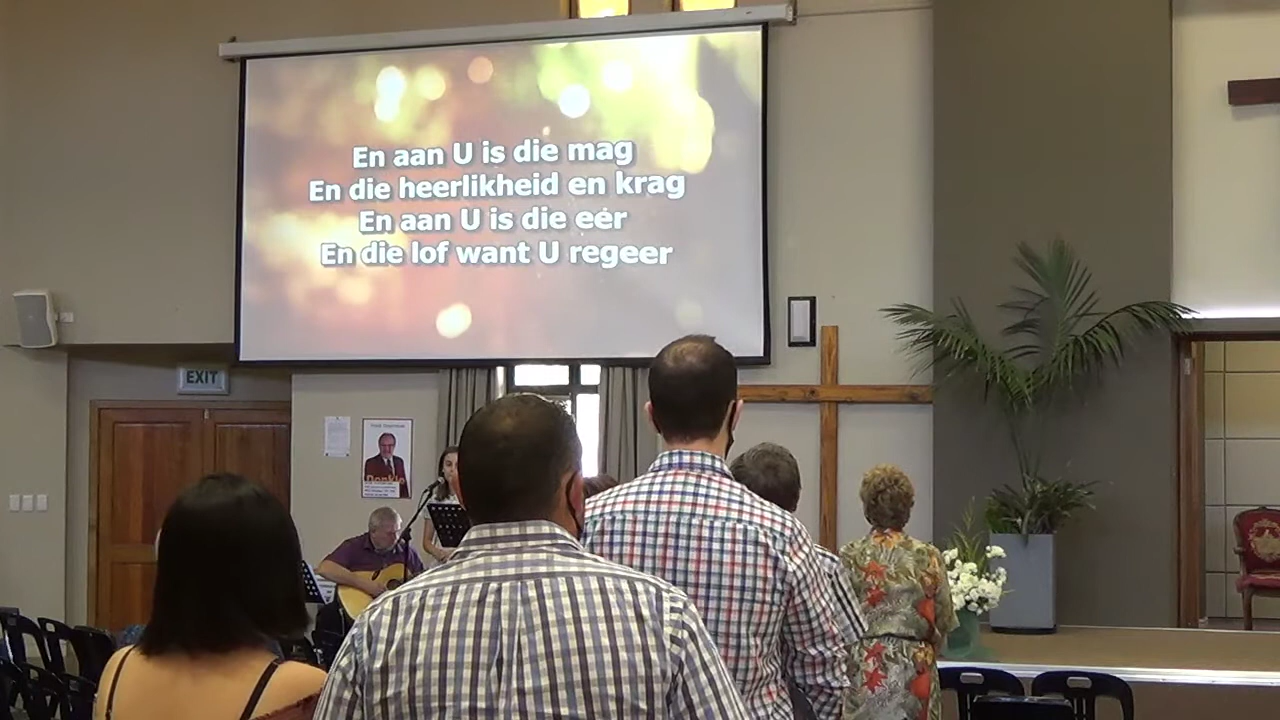 En aan U is die mag
En die heerlikheid en krag
En aan U is die eer
En die lof want U regeer
EXIT
Dankie